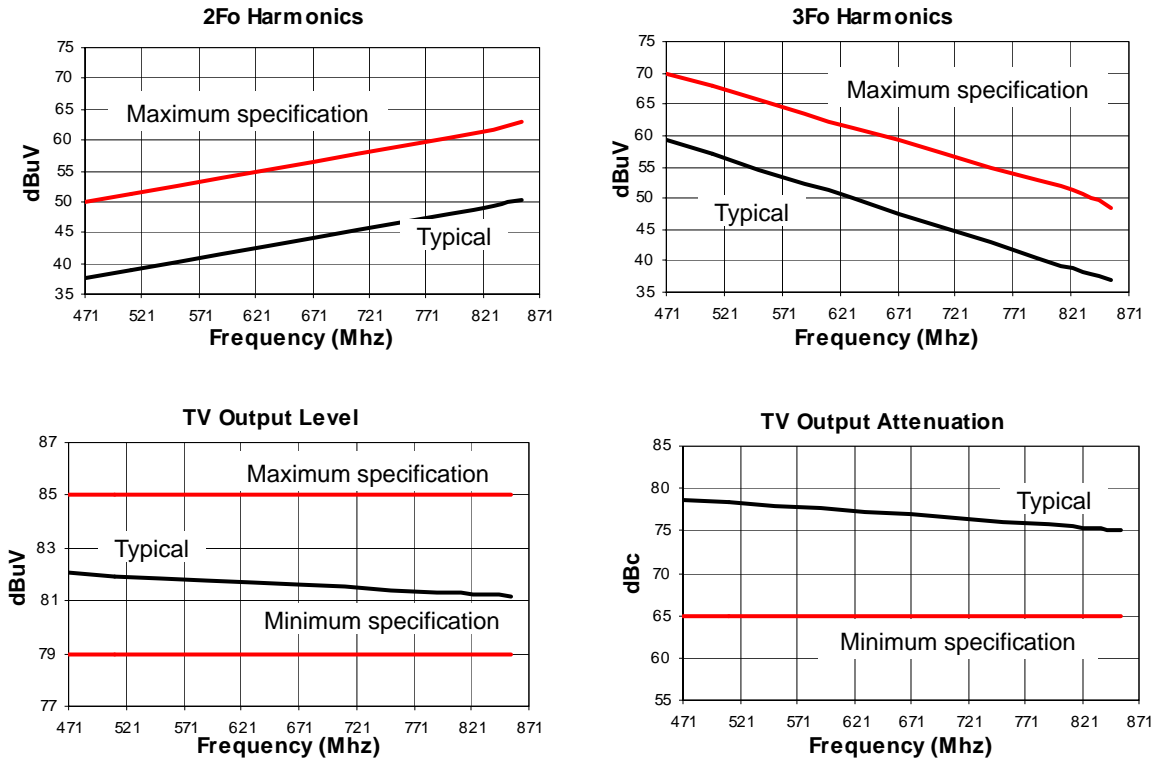 2Fo Harmonics
75
70
65
60
55
50
45
40
35
dBuV
Maximum specification
Typical
471 521 571 621 671 721 771 821 871
Frequency (Mhz)
3Fo Harmonics
75
70
65
60
55
50
45
40
35
dBuV
Maximum specification
Typical
471 521 571 621 671 721 771 821 871
Frequency (Mhz)
TV Output Level
87
85
83
81
79
77
dBuV
Maximum specification
Typical
Minimum specification
471 521 571 621 671 721 771 821 871
Frequency (Mhz)
TV Output Attenuation
85
80
75
70
65
60
55
dBc
Typical
Minimum specification
471 521 571 621 671 721 771 821 871
Frequency (Mhz)